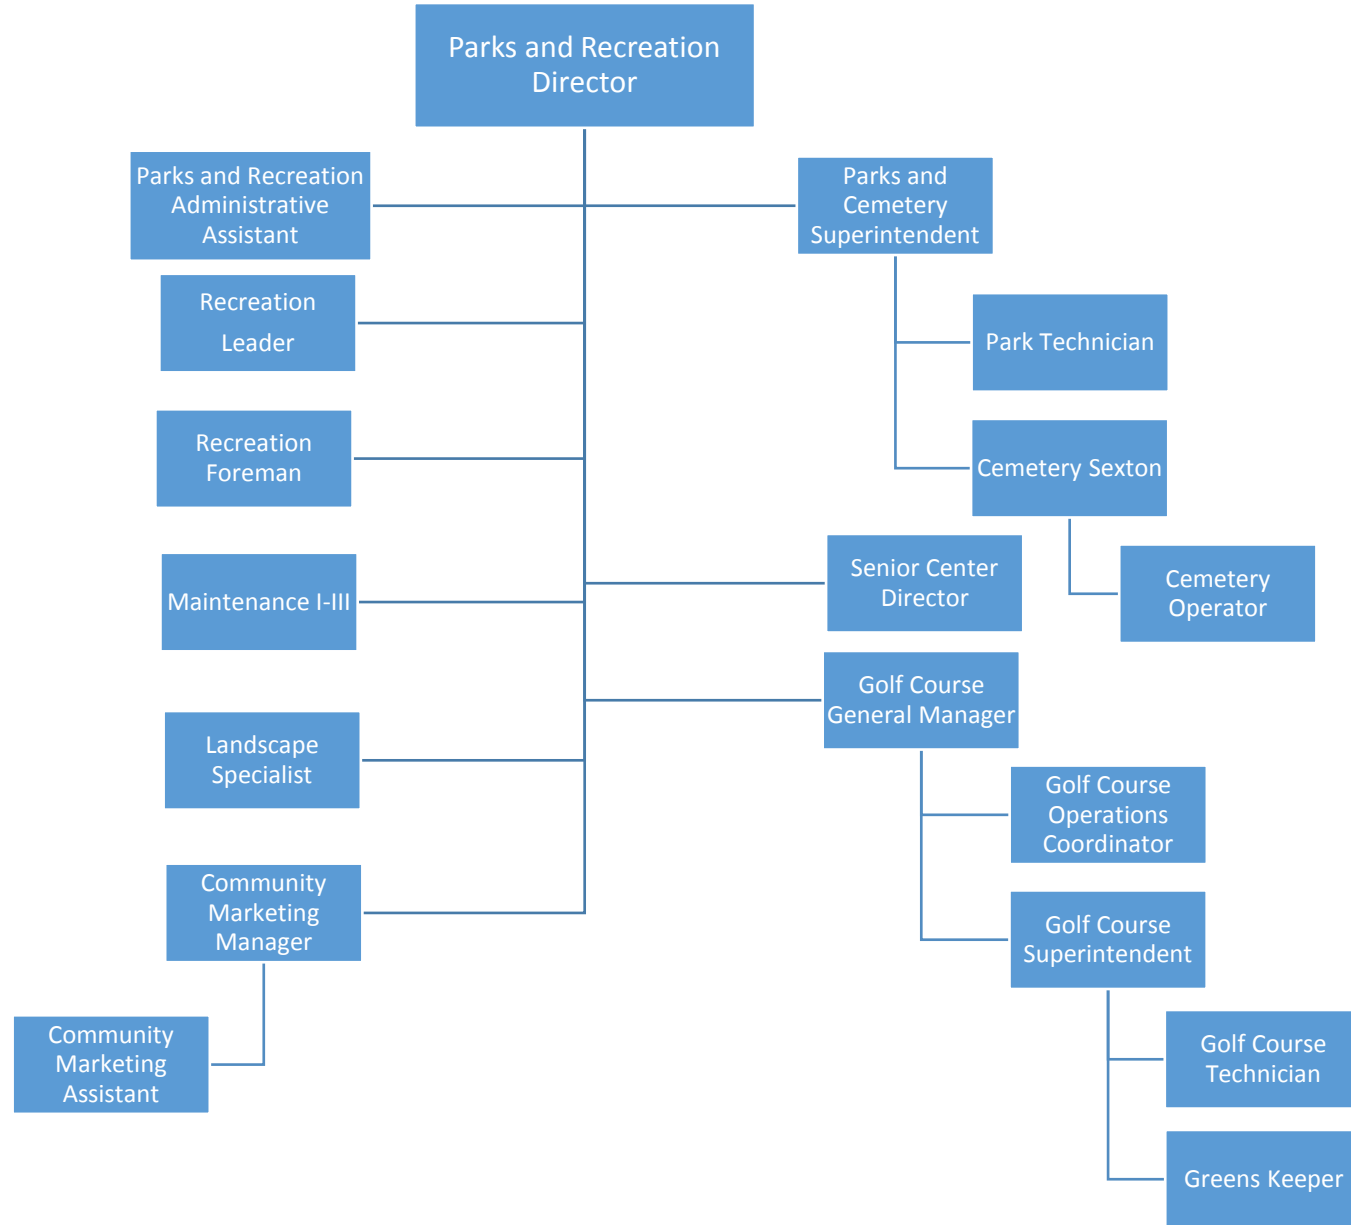 Parks and Recreation
Director
Parks and Recreation
Administrative
Assistant
Parks and
Cemetery
Superintendent
Recreation
Leader
Park Technician
Recreation
Foreman
Cemetery Sexton
Senior Center
Director
Cemetery
Operator
Maintenance I-III
Golf Course
General Manager
Landscape
Specialist
Golf Course
Operations
Coordinator
Community
Marketing
Manager
Golf Course
Superintendent
Community
Marketing
Assistant
Golf Course
Technician
Greens Keeper